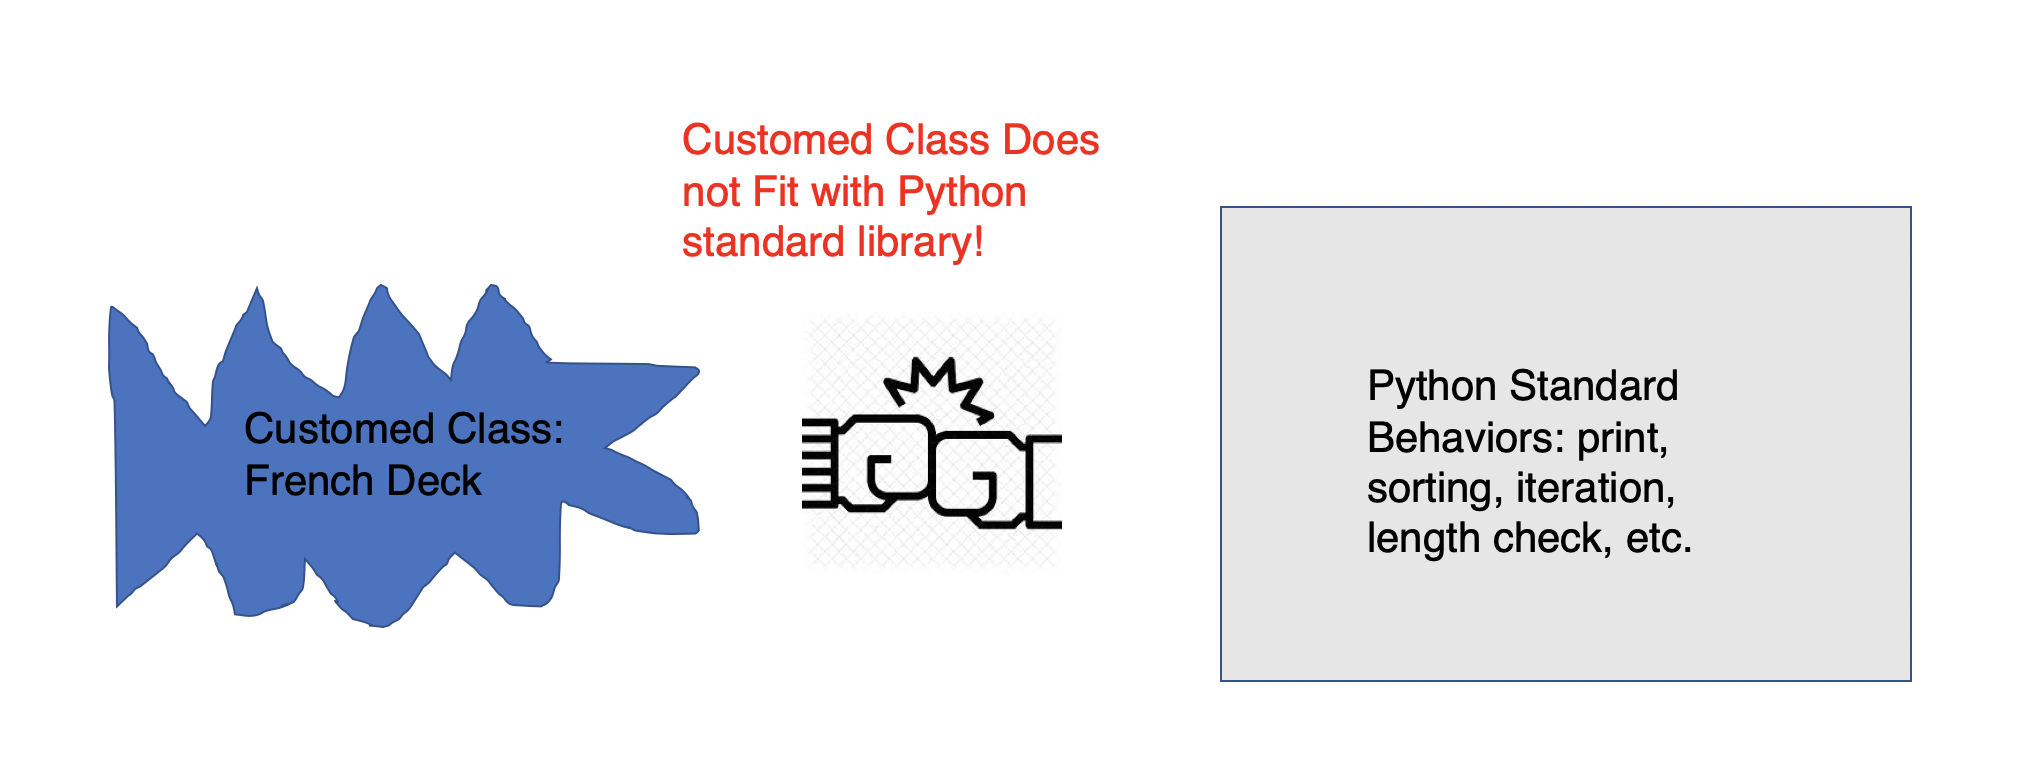 Customed Class Does
not Fit with Python
standard library!
Customed Class:
French Deck
Python Standard
Behaviors: print,
sorting, iteration,
length check, etc.